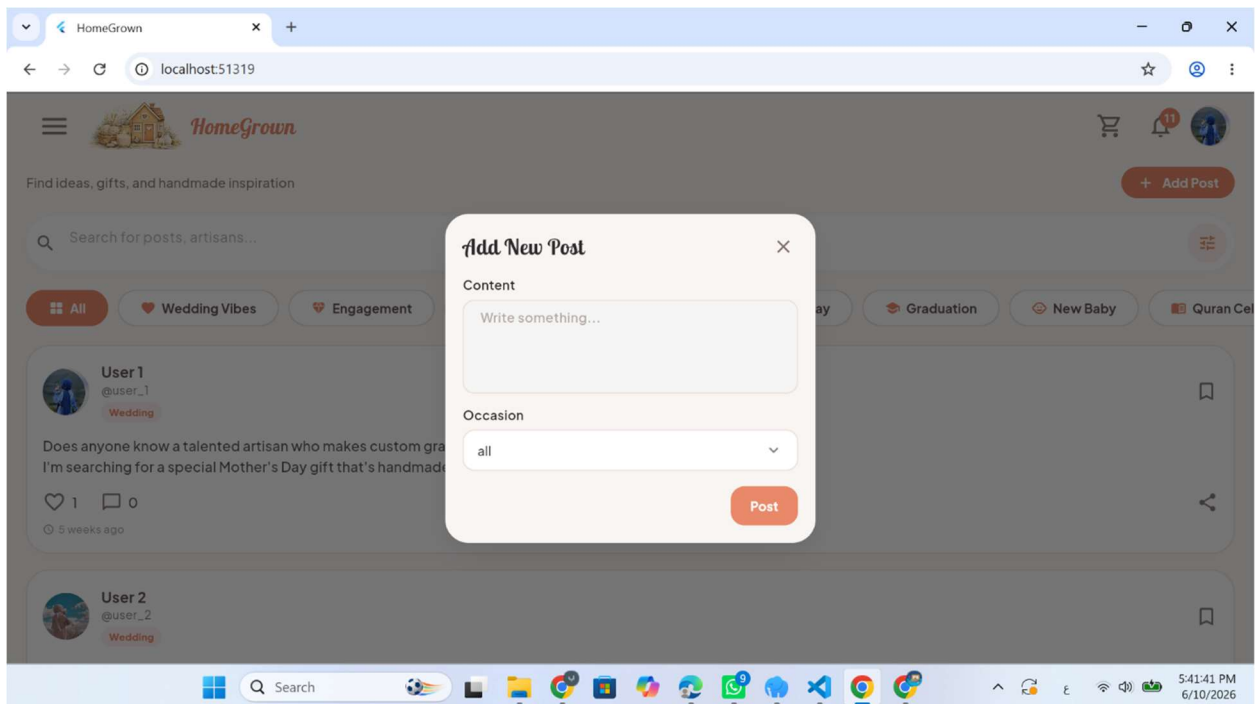 HomeGrown
localhost:51319
HomeGrown
11
Find ideas, gifts, and handmade inspiration
+ Add Post
Search for posts, artisans...
All
Wedding Vibes
Engagement
ay
Graduation
New Baby
Quran Cel
Add New Post
Content
Write something...
Occasion
all
Post
User 1
@user_1
Wedding
Does anyone know a talented artisan who makes custom gra
I'm searching for a special Mother's Day gift that's handmade
1
0
5 weeks ago
User 2
@user_2
Wedding
Search
9
ع
5:41:41 PM
6/10/2026